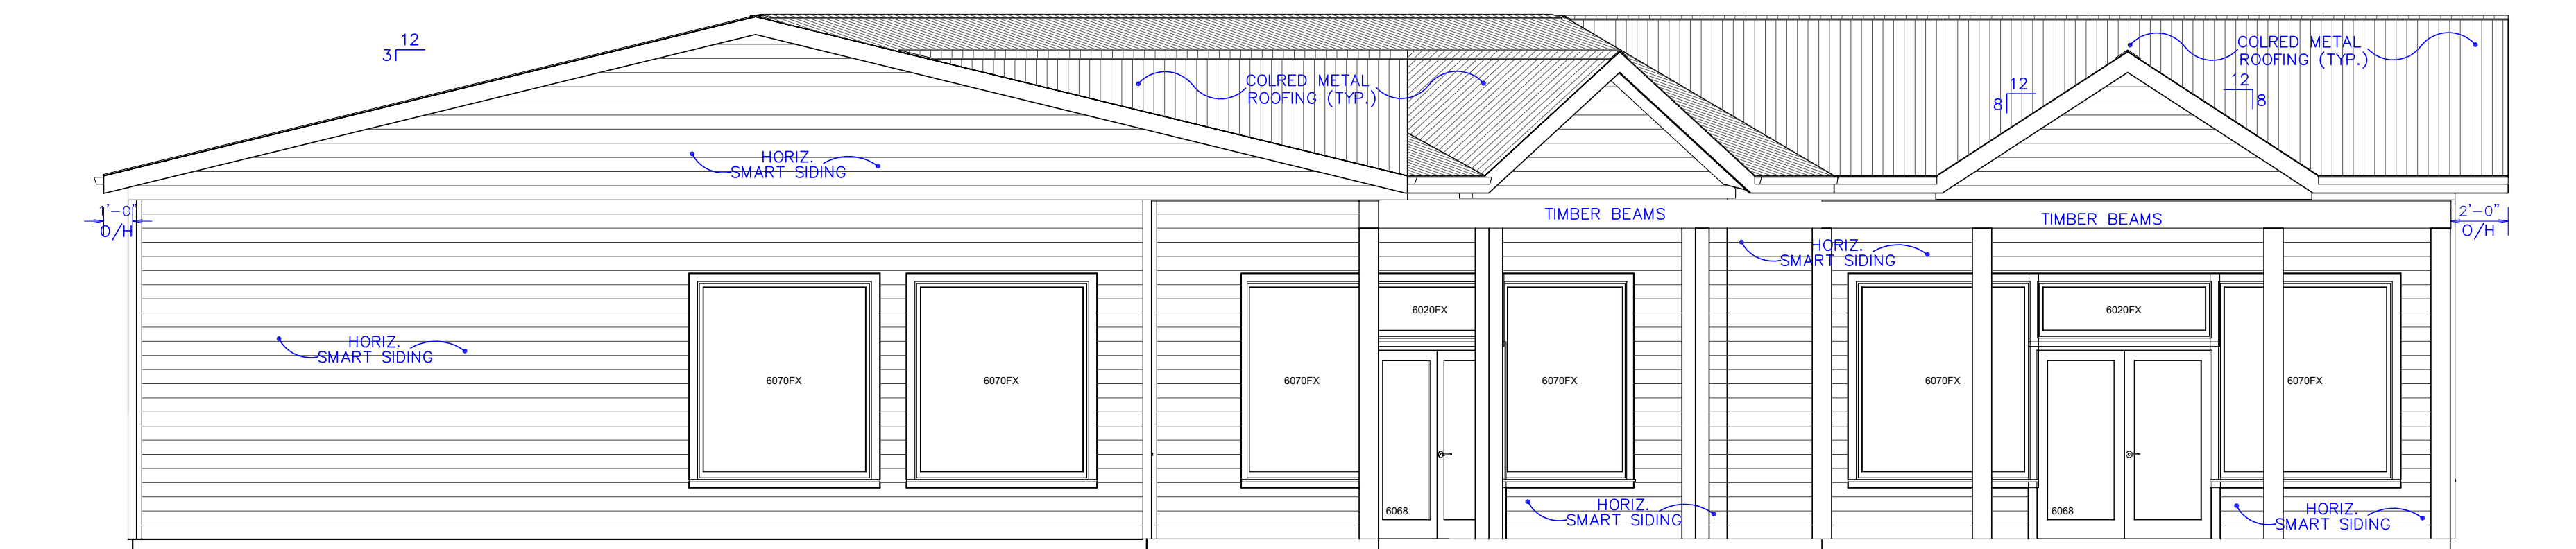 12
3
COLRED METAL
ROOFING (TYP.)
COLRED METAL
ROOFING (TYP.)
12
8
12
8
HORIZ.
SMART SIDING
1'-0"
O/H
TIMBER BEAMS
TIMBER BEAMS
2'-0"
O/H
HORIZ.
SMART SIDING
6020FX
6020FX
HORIZ.
SMART SIDING
6070FX
6070FX
6070FX
6070FX
6070FX
6070FX
6068
HORIZ.
SMART SIDING
6068
HORIZ.
SMART SIDING